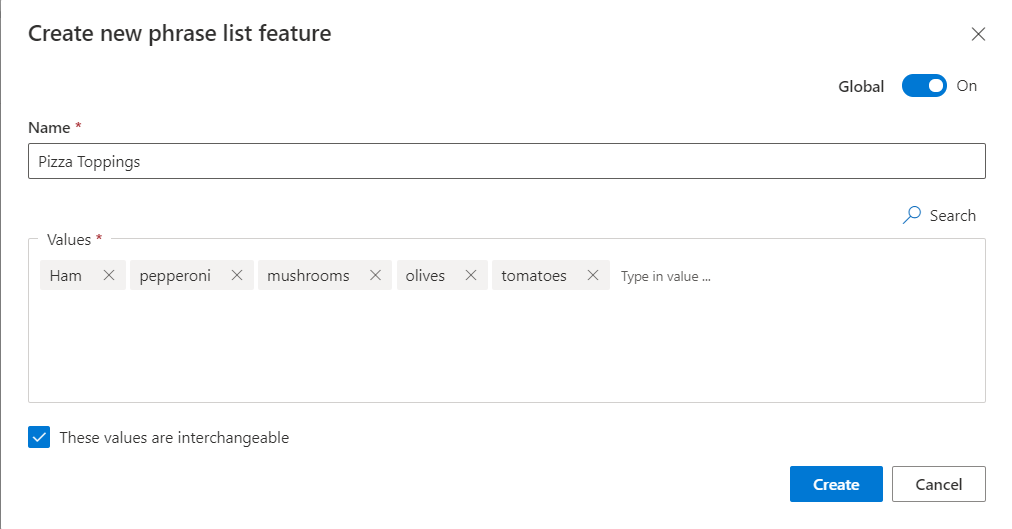 Create new phrase list feature
Global On
Name *
Pizza Toppings
Search
Values *
Ham pepperoni mushrooms olives tomatoes Type in value ...
These values are interchangeable
Create Cancel